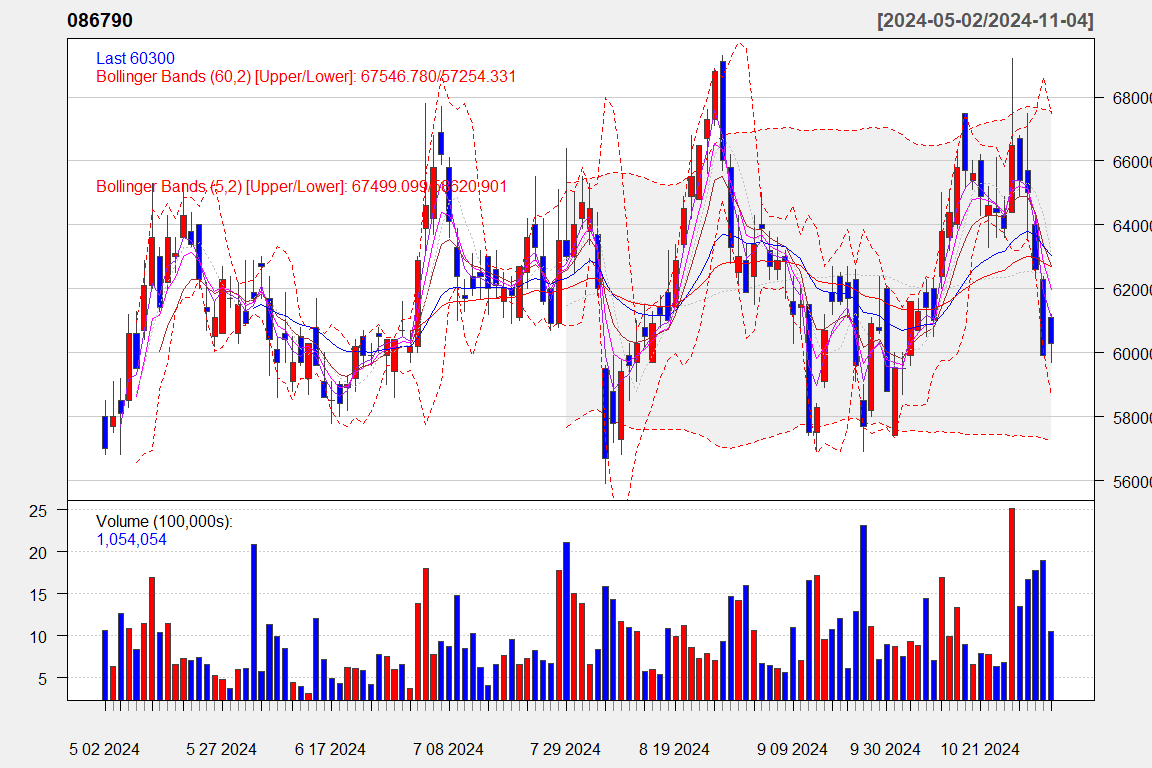 086790 [2024-05-02/2024-11-04]
Last 60300
Bollinger Bands (60,2) [Upper/Lower]: 67546.780/57254.331
Bollinger Bands (5,2) [Upper/Lower]: 67499.099/58620.901
68000
66000
64000
62000
60000
58000
56000
Volume (100,000s):
1,054,054
25
20
15
10
5
5 02 2024 5 27 2024 6 17 2024 7 08 2024 7 29 2024 8 19 2024 9 09 2024 9 30 2024 10 21 2024